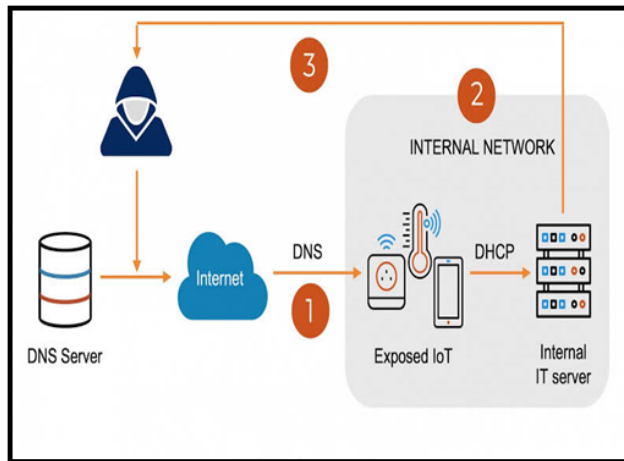 3
2
INTERNAL NETWORK
DNS
DHCP
Internet
1
DNS Server
Exposed IoT
Internal
IT server